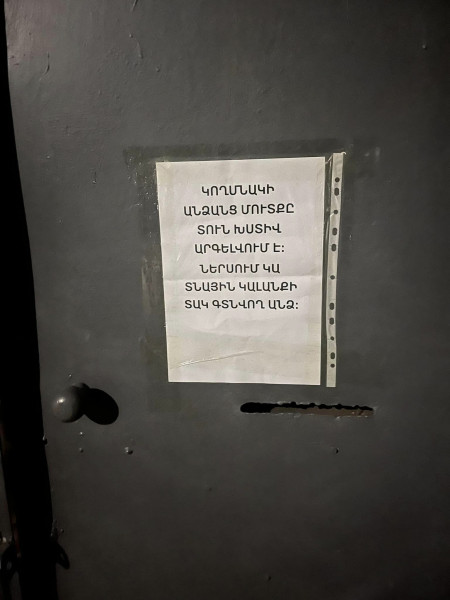 ԿՈՂՄՆԱԿԻ
ԱՆՁԱՆՑ ՄՈՒՏՔԸ
ՏՈՒՆ ԽՍՏԻՎ
ԱՐԳԵԼՎՈՒՄ Է:
ՆԵՐՍՈՒՄ ԿԱ
ՏՆԱՅԻՆ ԿԱԼԱՆՔԻ
ՏԱԿ ԳՏՆՎՈՂ ԱՆՁ: